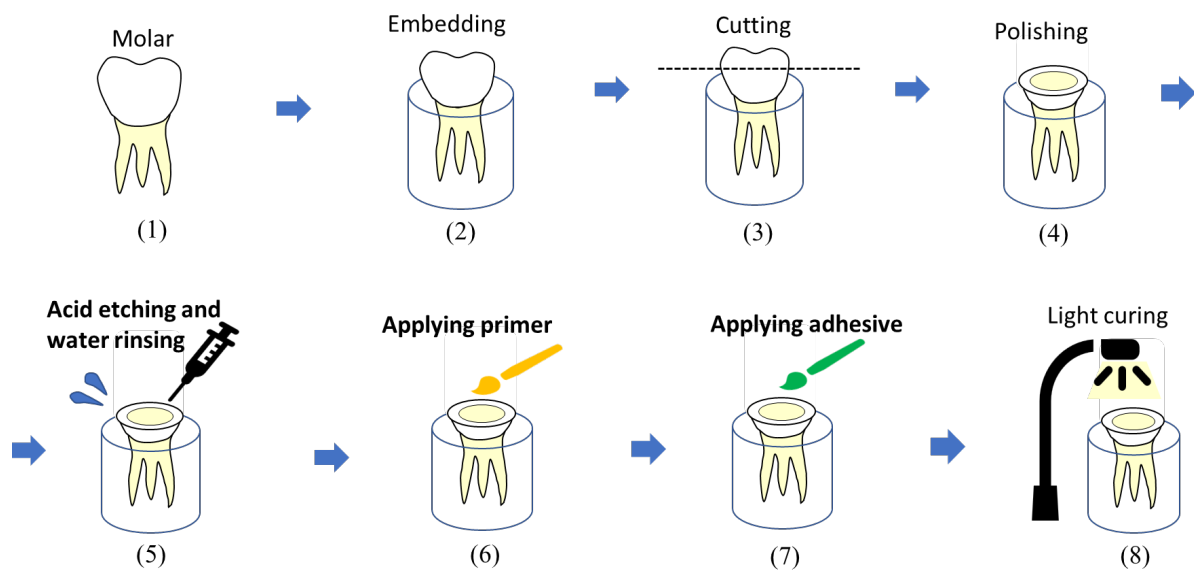 Molar
Embedding
Cutting
Polishing
(1)
(2)
(3)
(4)
Acid etching and
water rinsing
Applying primer
Applying adhesive
Light curing
(5)
(6)
(7)
(8)